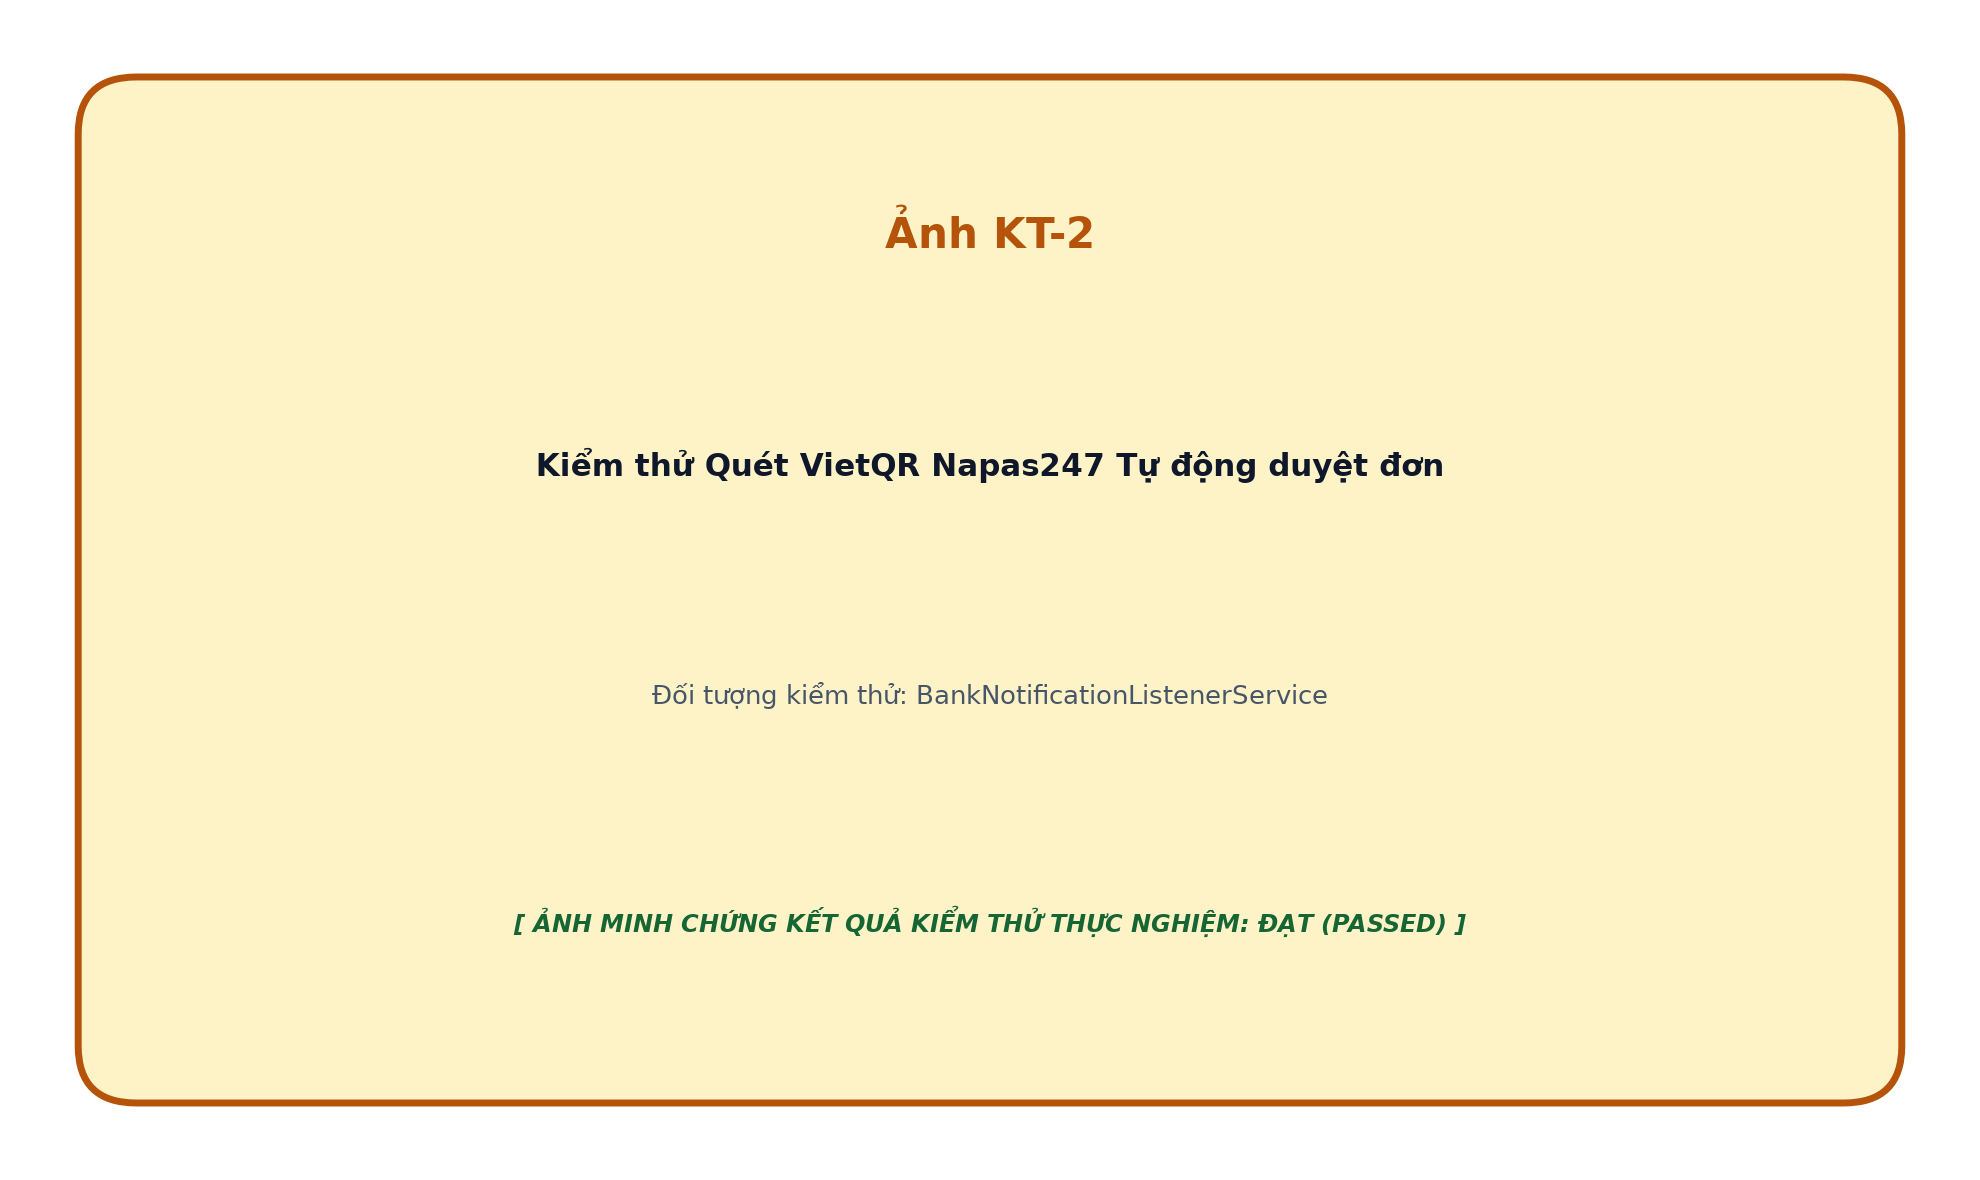 Ảnh KT-2
Kiểm thử Quét VietQR Napas247 Tự động duyệt đơn
Đối tượng kiểm thử: BankNotificationListenerService
[ ẢNH MINH CHỨNG KẾT QUẢ KIỂM THỬ THỰC NGHIỆM: ĐẠT (PASSED) ]